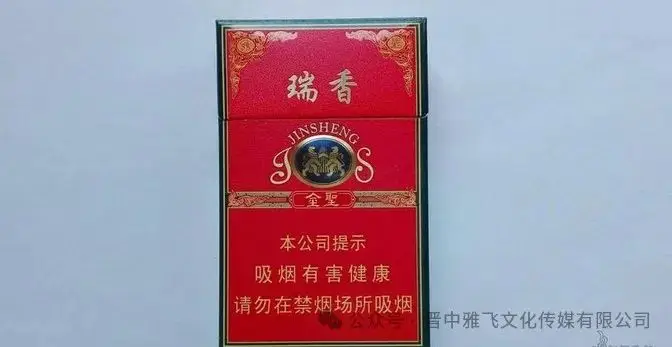 瑞香
JINSHENG
JS
金聖
本公司提示
吸烟有害健康
请勿在禁烟场所吸烟
公众号·晋中雅飞文化传媒有限公司